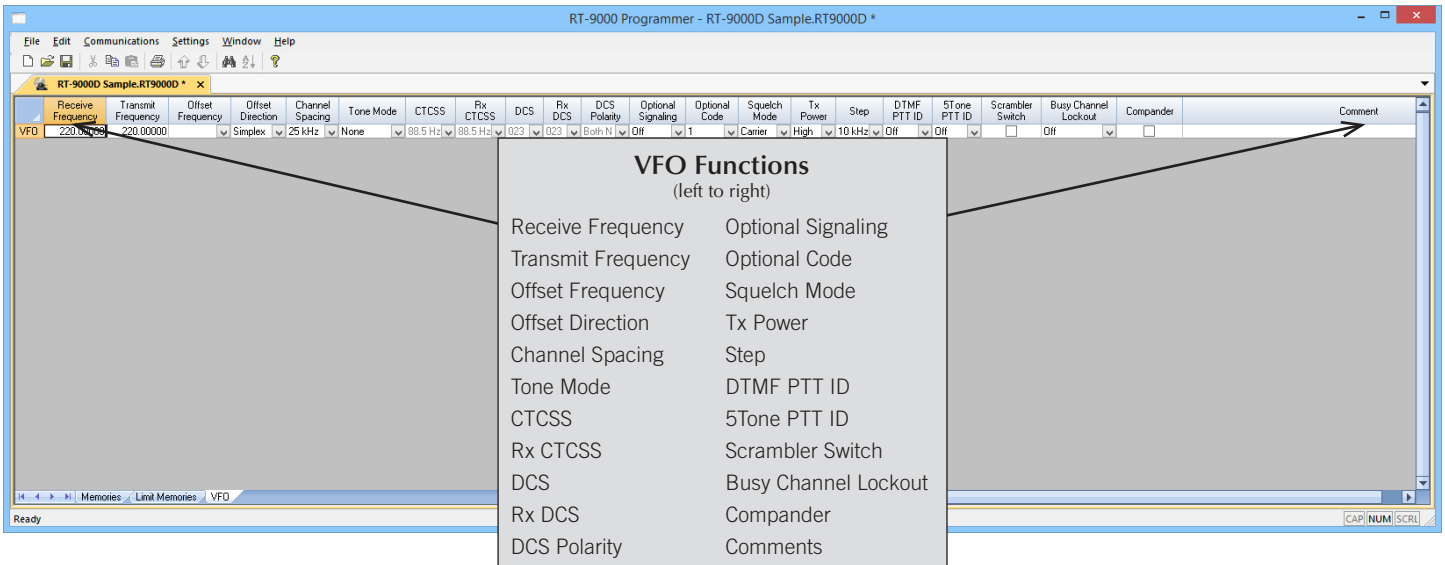 RT-9000 Programmer - RT-9000D Sample.RT9000D *
File Edit Communications Settings Window Help
RT-9000D Sample.RT9000D * x
Receive Frequency Transmit Frequency Offset Frequency Offset Direction Channel Spacing Tone Mode CTCSS Rx CTCSS DCS Rx DCS DCS Polarity Optional Signaling Optional Code Squelch Mode Tx Power Step DTMF PTT ID 5Tone PTT ID Scrambler Switch Busy Channel Lockout Compander Comment
VFO 220.00000 220.00000 Simplex 25 kHz None 88.5 Hz 88.5 Hz 023 023 Both N Off 1 Carrier High 10 kHz Off Off Off
VFO Functions
(left to right)
Receive Frequency Optional Signaling
Transmit Frequency Optional Code
Offset Frequency Squelch Mode
Offset Direction Tx Power
Channel Spacing Step
Tone Mode DTMF PTT ID
CTCSS 5Tone PTT ID
Rx CTCSS Scrambler Switch
DCS Busy Channel Lockout
Rx DCS Compander
DCS Polarity Comments
Memories Limit Memories VFO
Ready CAP NUM SCRL